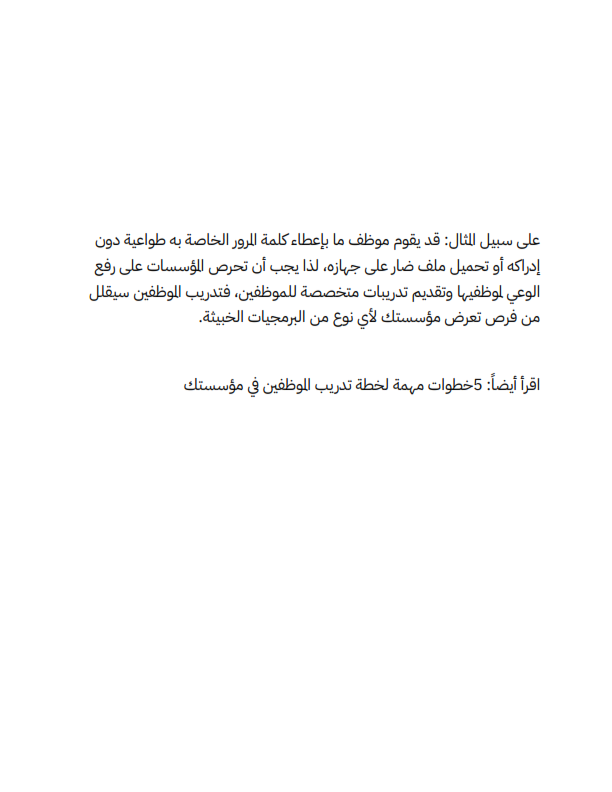 على سبيل المثال: قد يقوم موظف ما بإعطاء كلمة المرور الخاصة به طواعية دون
إدراكه أو تحميل ملف ضار على جهازه، لذا يجب أن تحرص المؤسسات على رفع
الوعي لموظفيها وتقديم تدريبات متخصصة للموظفين، فتدريب الموظفين سيقلل
من فرص تعرض مؤسستك لأي نوع من البرمجيات الخبيثة.
اقرأ أيضاً: 5خطوات مهمة لخطة تدريب الموظفين في مؤسستك